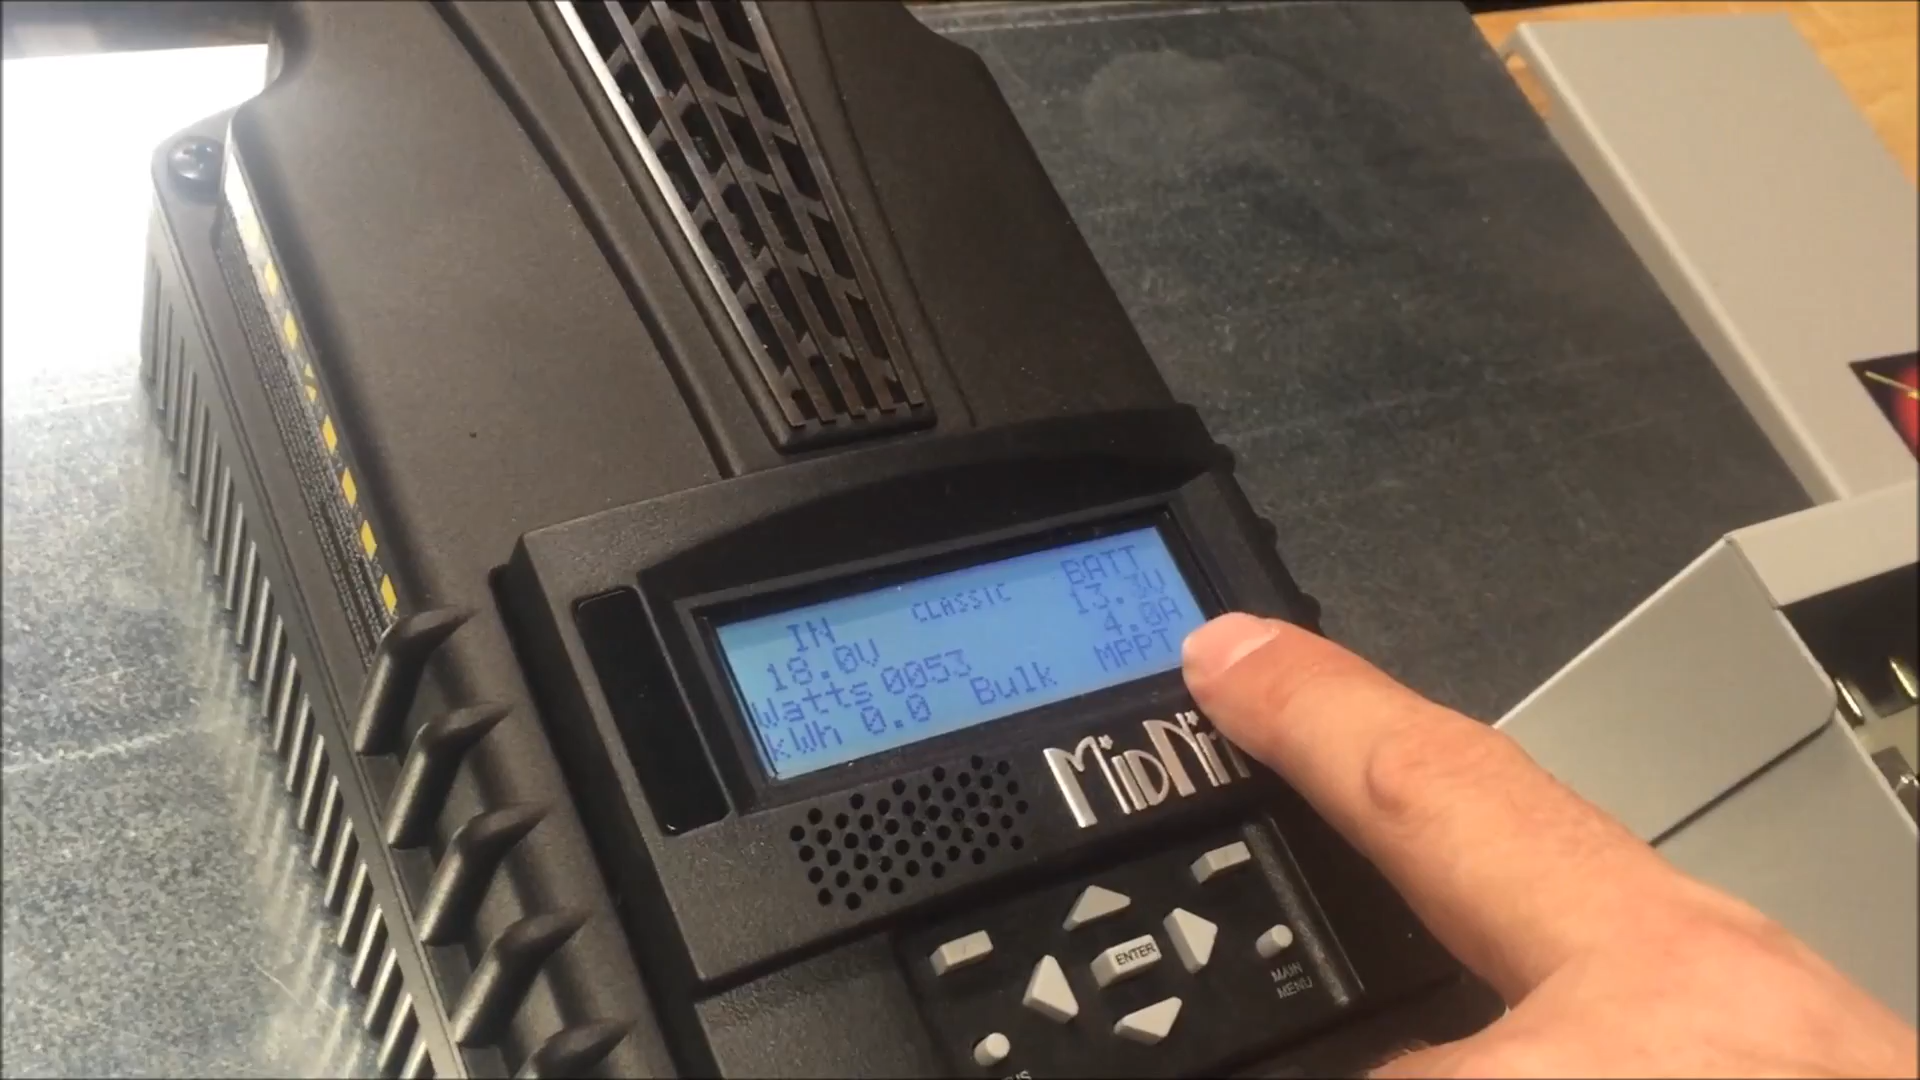 CLASSIC
BATT
IN
13.3V
18.0V
4.0A
Watts 0053
MPPT
kWh 0.0 Bulk
MidNi
ENTER
MAIN
MENU